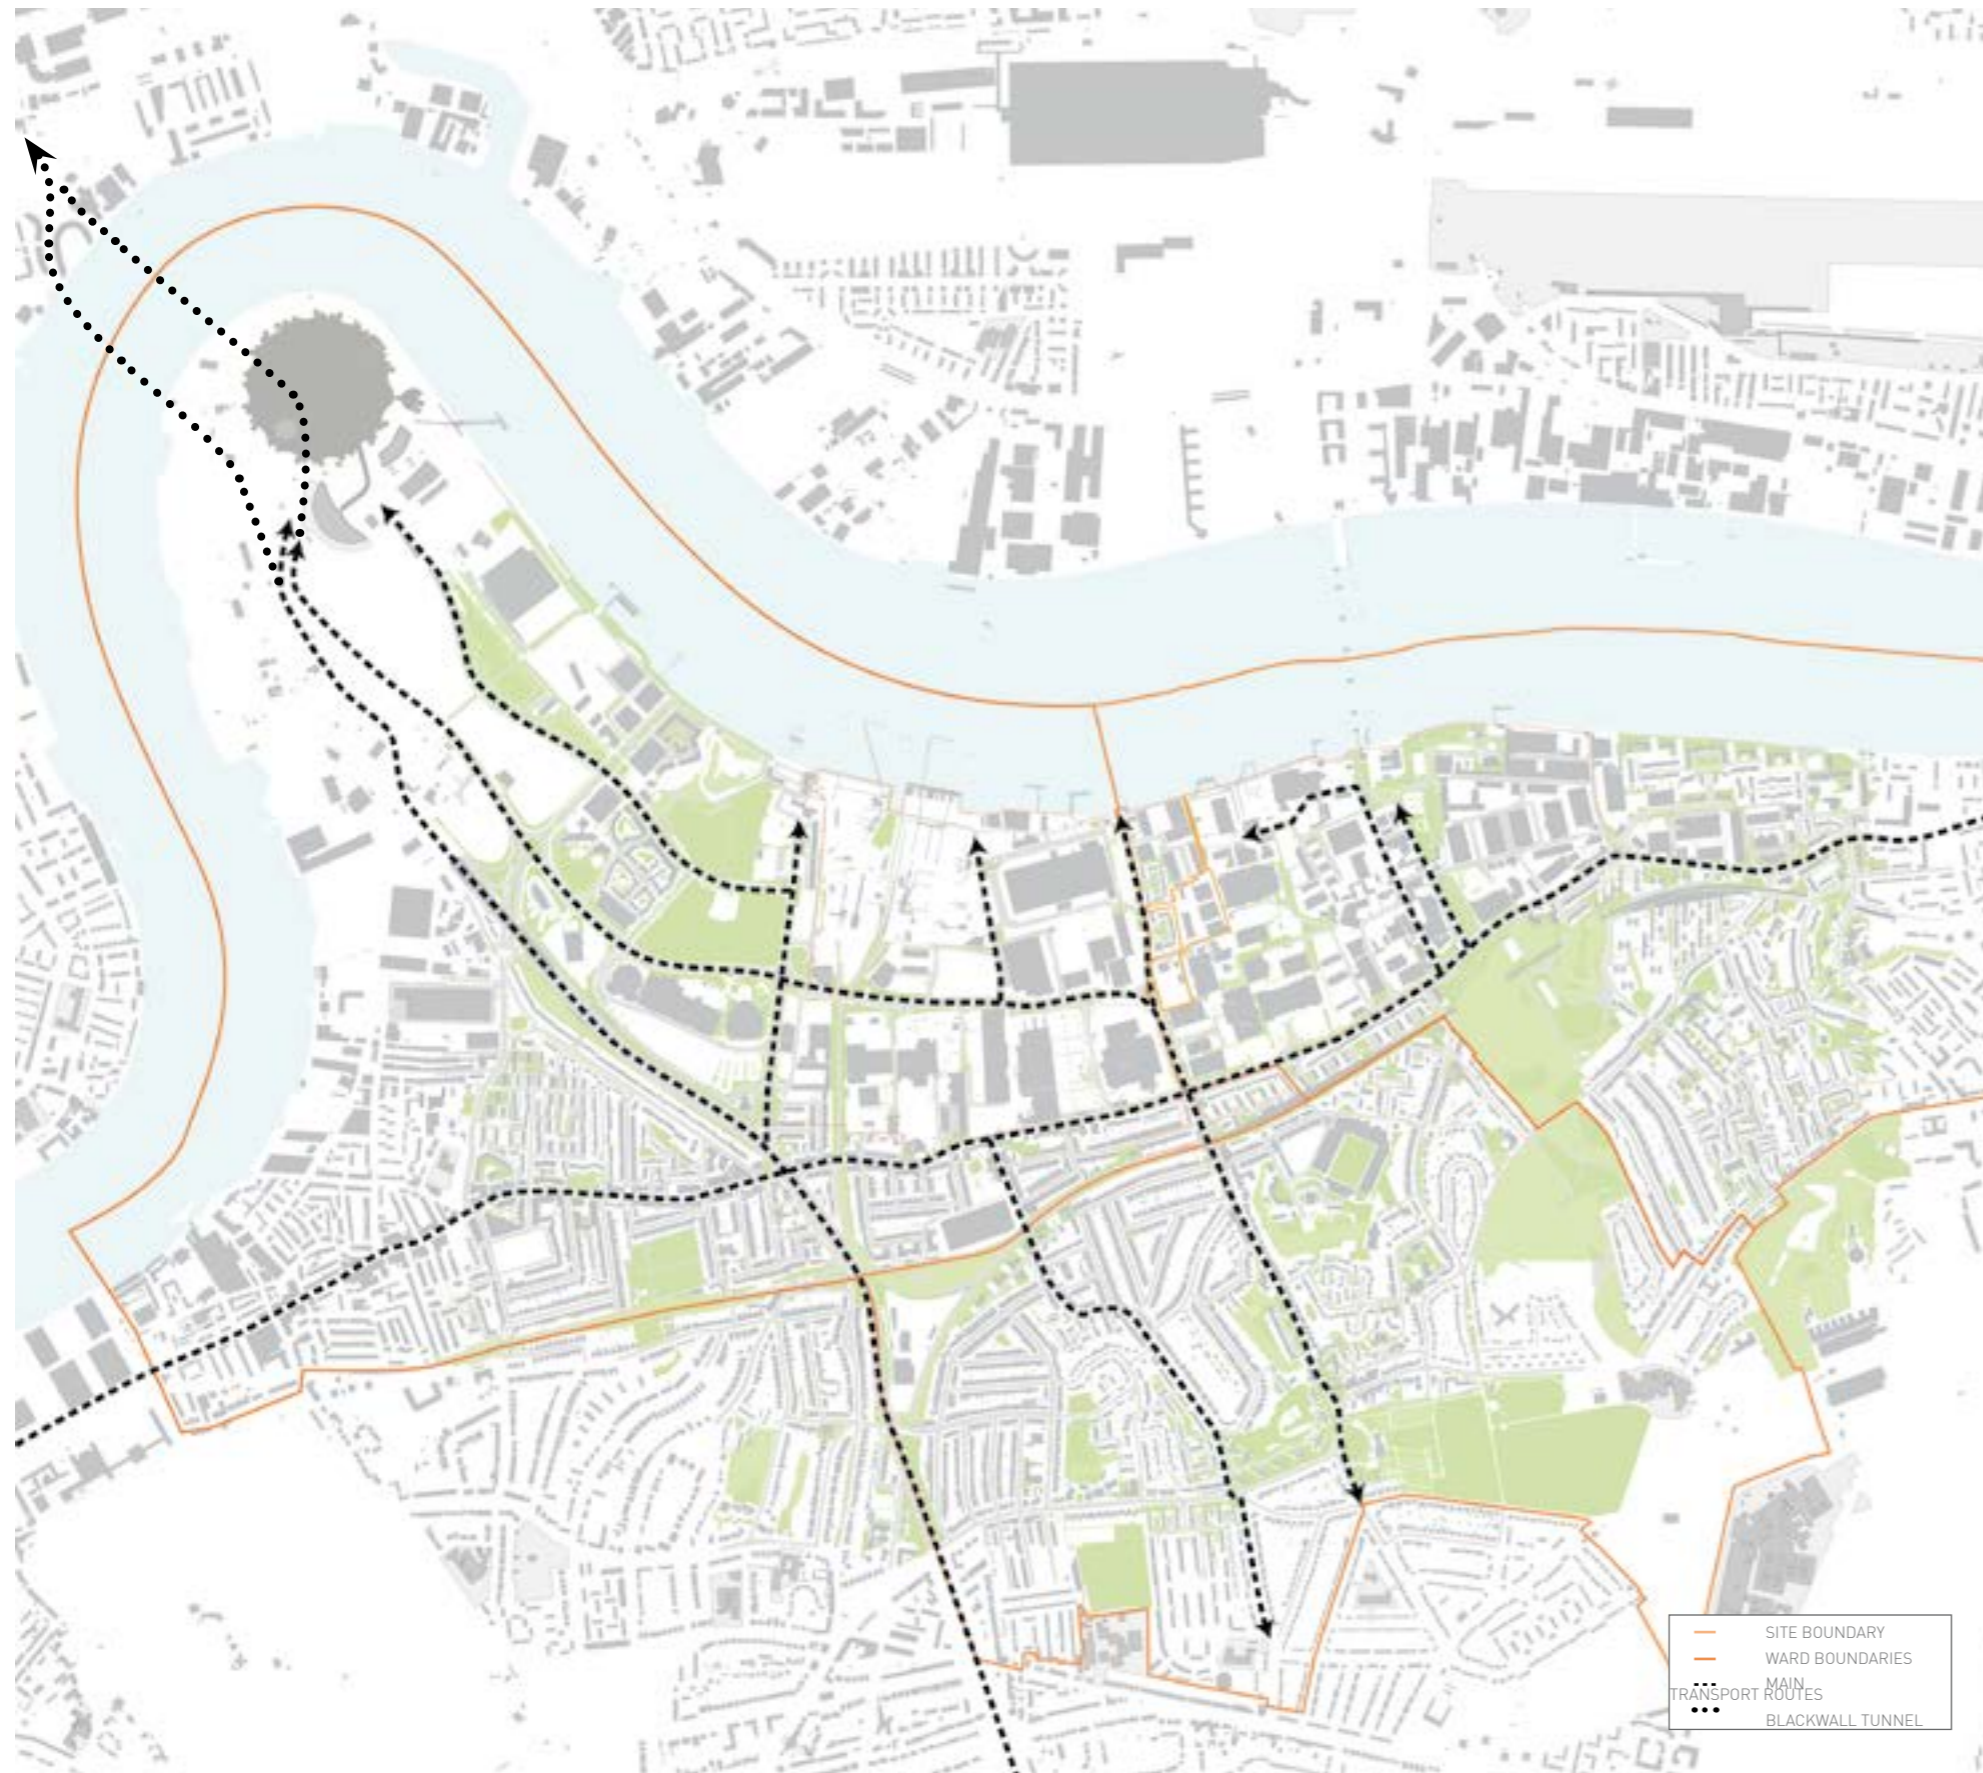 SITE BOUNDARY
WARD BOUNDARIES
MAIN
TRANSPORT ROUTES
BLACKWALL TUNNEL